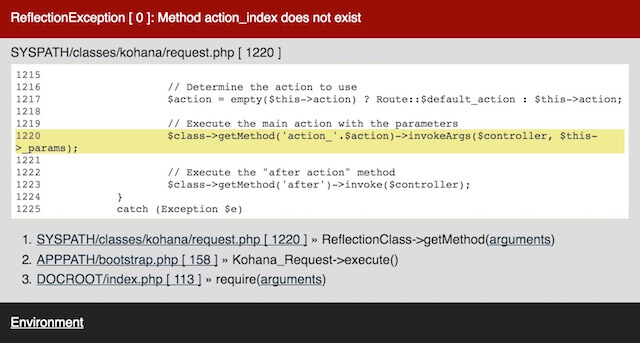 ReflectionException [ 0 ]: Method action_index does not exist
SYSPATH/classes/kohana/request.php [ 1220 ]
1215
1216 // Determine the action to use
1217 $action = empty($this->action) ? Route::$default_action : $this->action;
1218
1219 // Execute the main action with the parameters
1220 $class->getMethod('action_'.$action)->invokeArgs($controller, $this-
>_params);
1221
1222 // Execute the "after action" method
1223 $class->getMethod('after')->invoke($controller);
1224 }
1225 catch (Exception $e)
1. SYSPATH/classes/kohana/request.php [ 1220 ] » ReflectionClass->getMethod(arguments)
2. APPPATH/bootstrap.php [ 158 ] » Kohana_Request->execute()
3. DOCROOT/index.php [ 113 ] » require(arguments)
Environment